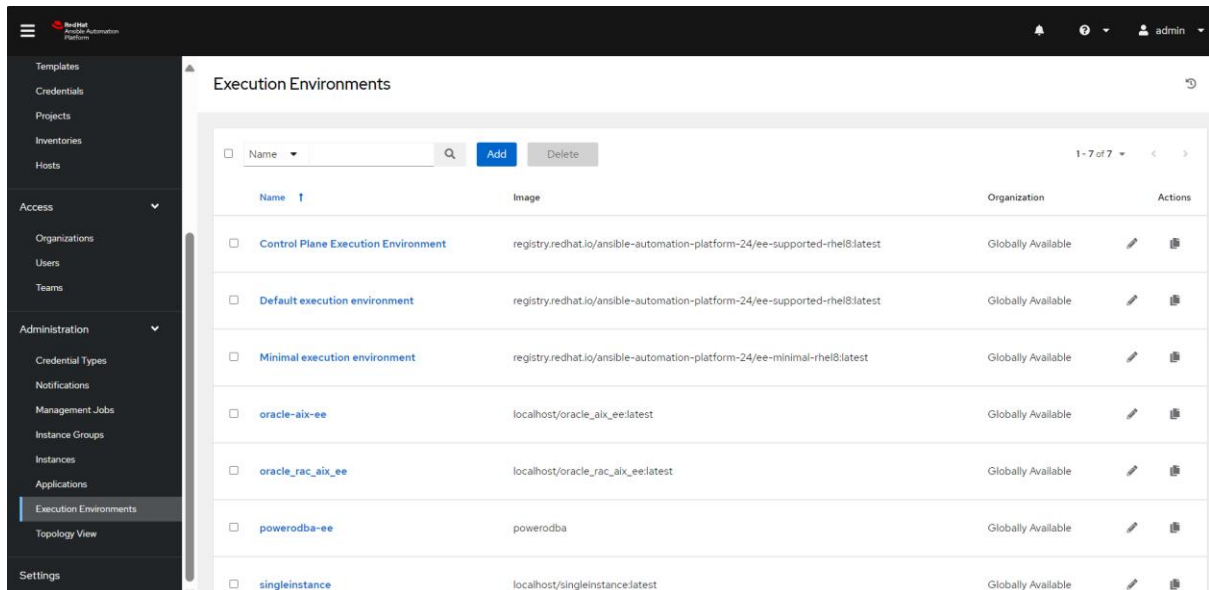 Red Hat
Ansible Automation
Platform
admin
Templates
Credentials
Projects
Inventories
Hosts
Access
Organizations
Users
Teams
Administration
Credential Types
Notifications
Management Jobs
Instance Groups
Instances
Applications
Execution Environments
Topology View
Settings
Execution Environments
Name Add Delete 1 - 7 of 7
Name Image Organization Actions
Control Plane Execution Environment registry.redhat.io/ansible-automation-platform-24/ee-supported-rhel8:latest Globally Available
Default execution environment registry.redhat.io/ansible-automation-platform-24/ee-supported-rhel8:latest Globally Available
Minimal execution environment registry.redhat.io/ansible-automation-platform-24/ee-minimal-rhel8:latest Globally Available
oracle-aix-ee localhost/oracle_aix_ee:latest Globally Available
oracle_rac_aix_ee localhost/oracle_rac_aix_ee:latest Globally Available
powerodba-ee powerodba Globally Available
singleinstance localhost/singleinstance:latest Globally Available